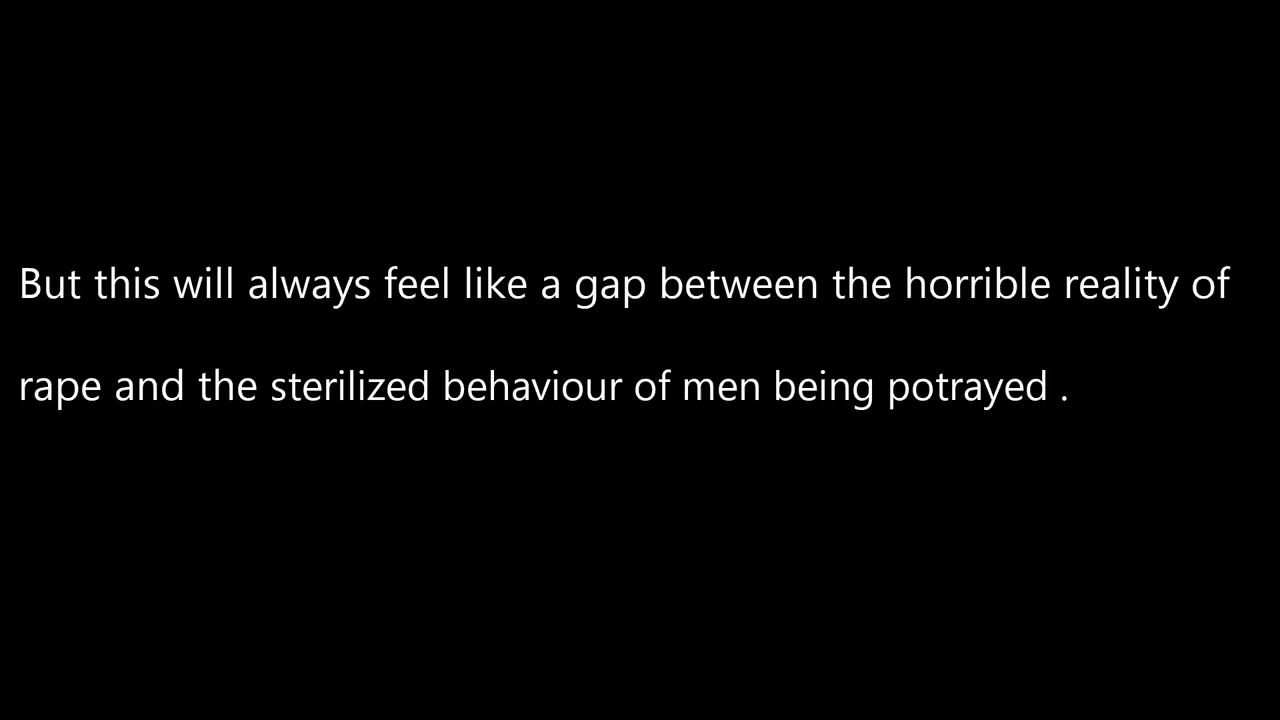 But this will always feel like a gap between the horrible reality of
rape and the sterilized behaviour of men being potrayed .